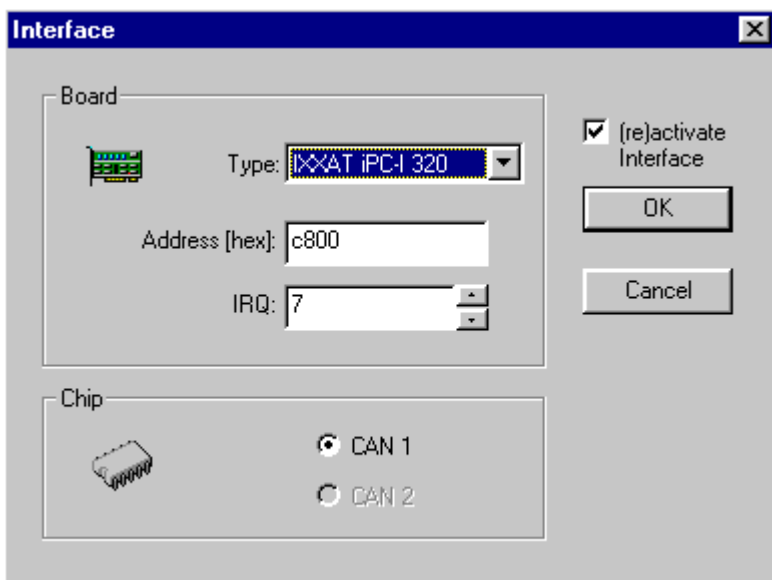 Interface
Board
Type: IXXAT iPC-I 320
Address [hex]: c800
IRQ: 7
(re)activate
Interface
OK
Cancel
Chip
CAN 1
CAN 2